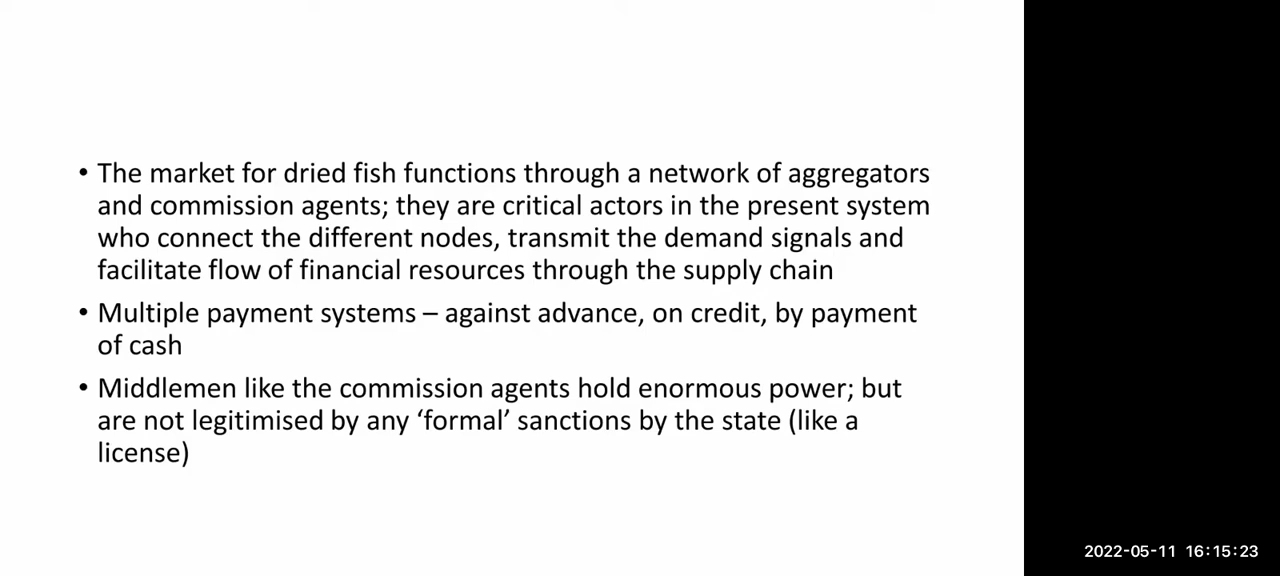 • The market for dried fish functions through a network of aggregators
and commission agents; they are critical actors in the present system
who connect the different nodes, transmit the demand signals and
facilitate flow of financial resources through the supply chain
• Multiple payment systems – against advance, on credit, by payment
of cash
• Middlemen like the commission agents hold enormous power; but
are not legitimised by any ‘formal’ sanctions by the state (like a
license)
2022-05-11 16:15:23